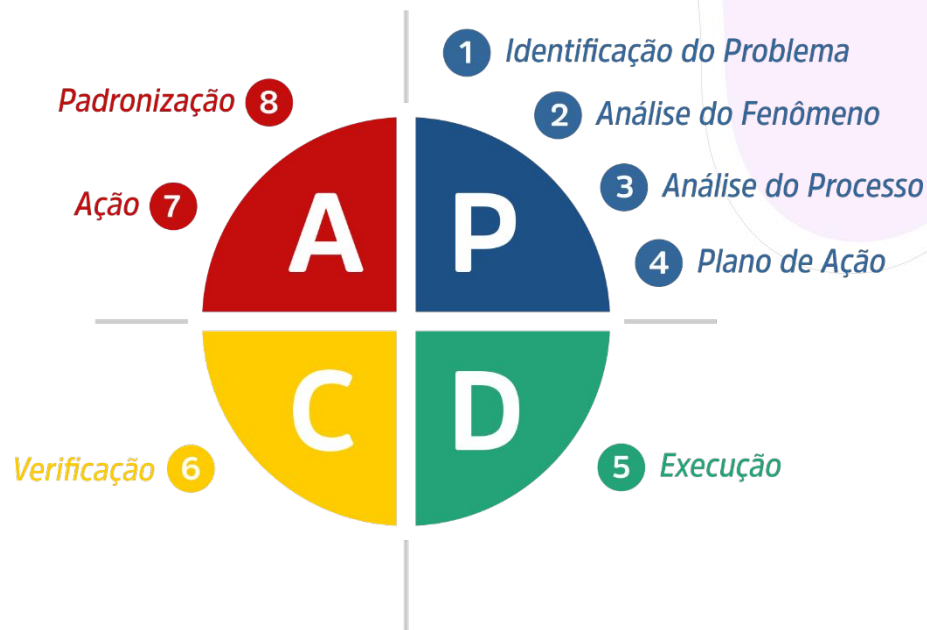 1 Identificação do Problema
2 Análise do Fenômeno
3 Análise do Processo
4 Plano de Ação
5 Execução
Verificação 6
Ação 7
Padronização 8
A P
C D